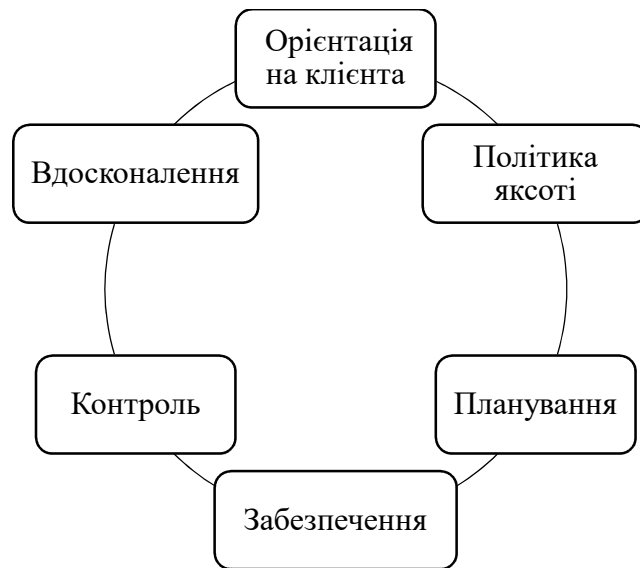 Орієнтація
на клієнта
Політика
яксоті
Планування
Забезпечення
Контроль
Вдосконалення